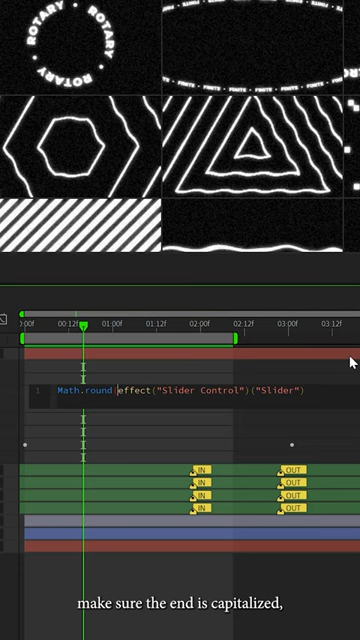 ROTARY • ROTARY • ROTARY •
FINITE • FINITE • FINITE • FINITE
:00f 00:12f 01:00f 01:12f 02:00f 02:12f 03:00f 03:12f
1 Math.round(effect("Slider Control")("Slider")
IN OUT
IN OUT
IN OUT
IN OUT
make sure the end is capitalized,